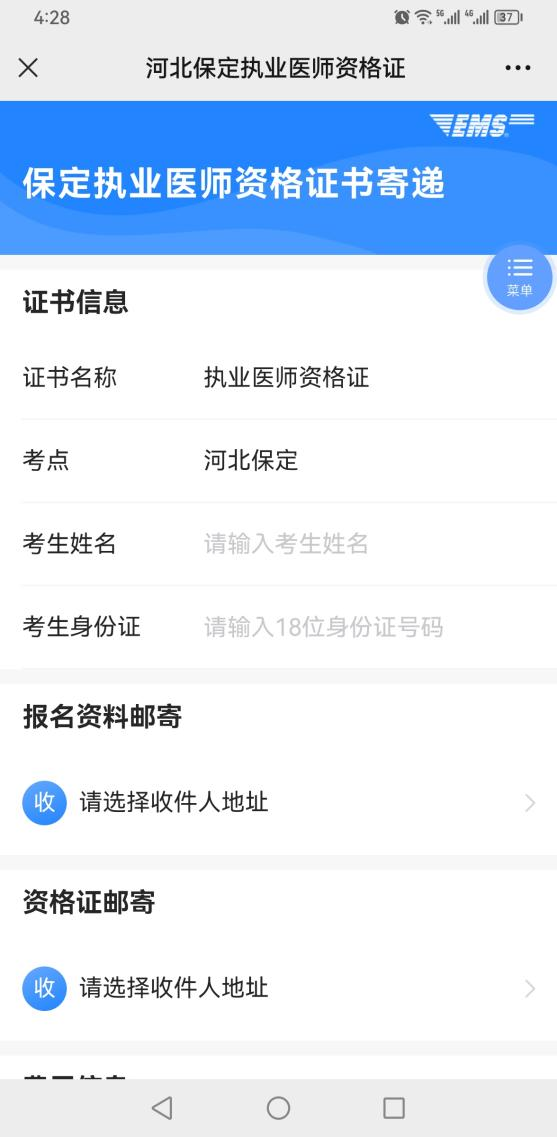 4:28
5G 4G 37
河北保定执业医师资格证
EMS
保定执业医师资格证书寄递
菜单
证书信息
证书名称 执业医师资格证
考点 河北保定
考生姓名 请输入考生姓名
考生身份证 请输入18位身份证号码
报名资料邮寄
收 请选择收件人地址
资格证邮寄
收 请选择收件人地址